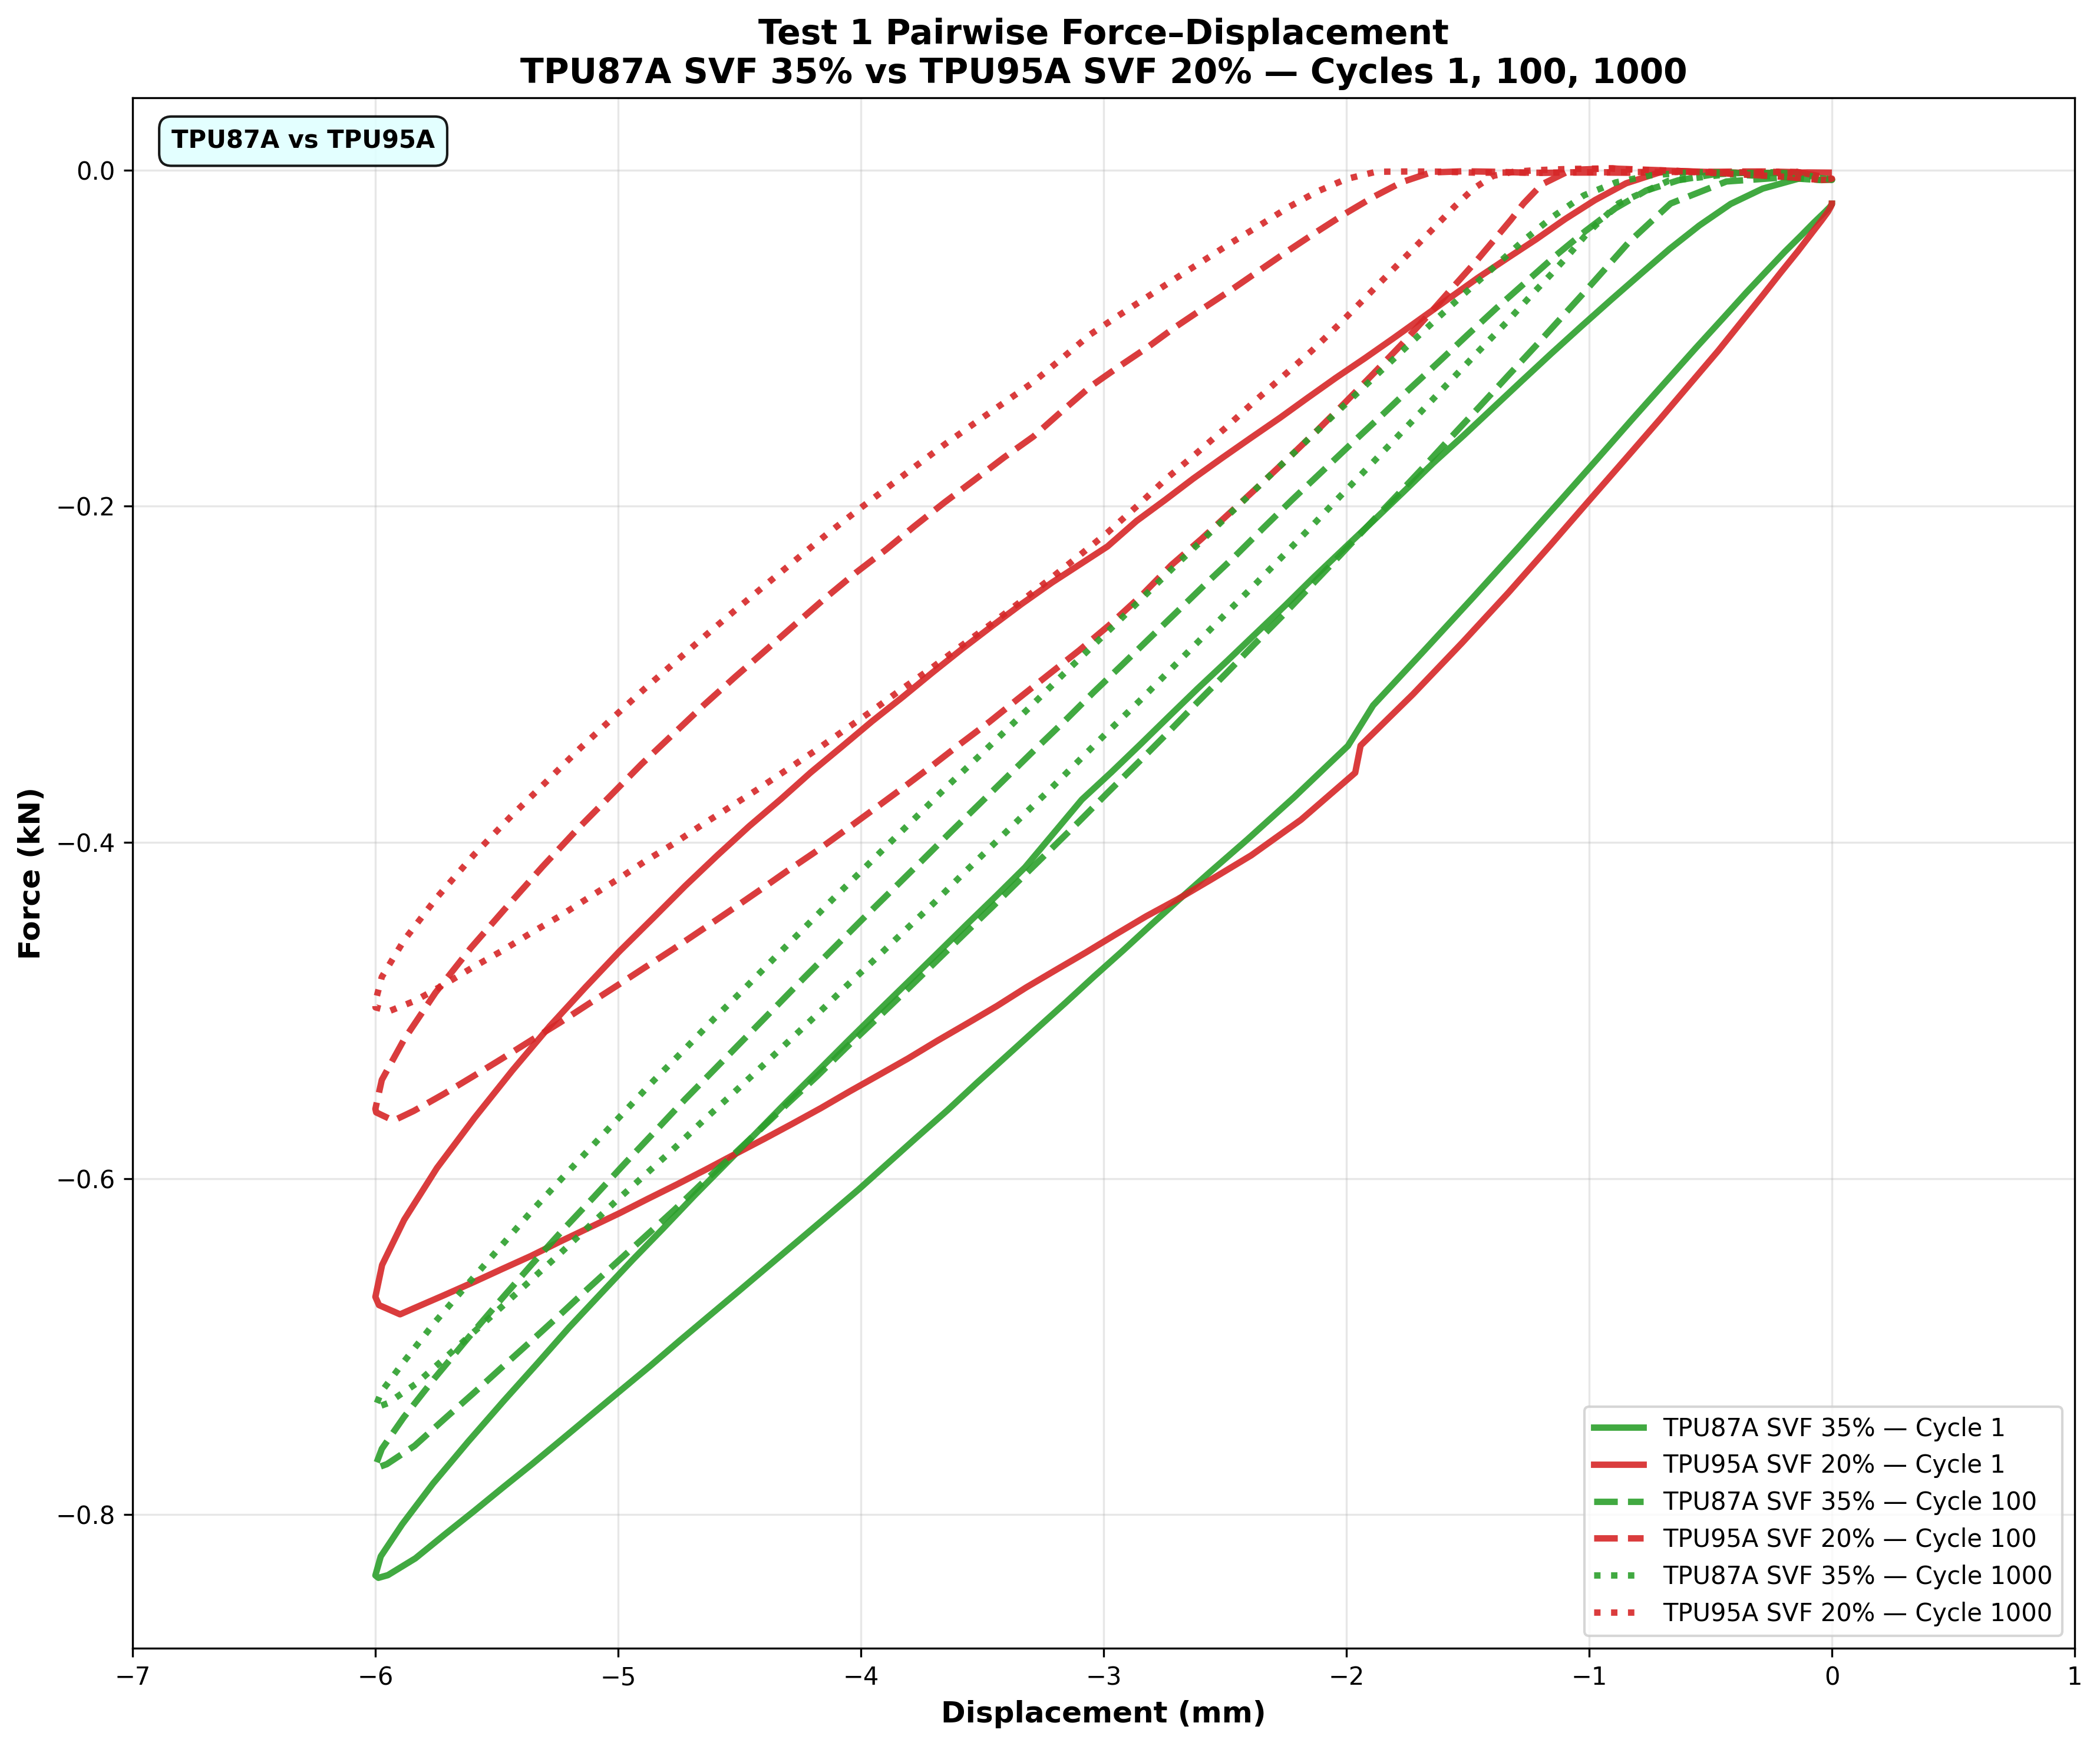 Test 1 Pairwise Force–Displacement
TPU87A SVF 35% vs TPU95A SVF 20% — Cycles 1, 100, 1000
TPU87A vs TPU95A
0.0
−0.2
−0.4
−0.6
−0.8
Force (kN)
−7
−6
−5
−4
−3
−2
−1
0
1
Displacement (mm)
TPU87A SVF 35% — Cycle 1
TPU95A SVF 20% — Cycle 1
TPU87A SVF 35% — Cycle 100
TPU95A SVF 20% — Cycle 100
TPU87A SVF 35% — Cycle 1000
TPU95A SVF 20% — Cycle 1000